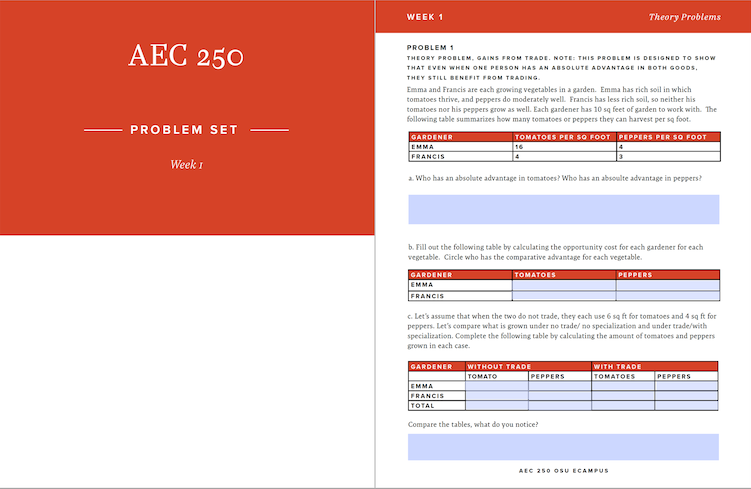 AEC 250
PROBLEM SET
Week 1
WEEK 1
Theory Problems
PROBLEM 1
THEORY PROBLEM, GAINS FROM TRADE. NOTE: THIS PROBLEM IS DESIGNED TO SHOW
THAT EVEN WHEN ONE PERSON HAS AN ABSOLUTE ADVANTAGE IN BOTH GOODS,
THEY STILL BENEFIT FROM TRADING.
Emma and Francis are each growing vegetables in a garden. Emma has rich soil in which
tomatoes thrive, and peppers do moderately well. Francis has less rich soil, so neither his
tomatoes nor his peppers grow as well. Each gardener has 10 sq feet of garden to work with. The
following table summarizes how many tomatoes or peppers they can harvest per sq foot.
GARDENER TOMATOES PER SQ FOOT PEPPERS PER SQ FOOT
EMMA 16 4
FRANCIS 4 3
a. Who has an absolute advantage in tomatoes? Who has an absoulte advantage in peppers?
b. Fill out the following table by calculating the opportunity cost for each gardener for each
vegetable. Circle who has the comparative advantage for each vegetable.
GARDENER TOMATOES PEPPERS
EMMA
FRANCIS
c. Let's assume that when the two do not trade, they each use 6 sq ft for tomatoes and 4 sq ft for
peppers. Let's compare what is grown under no trade/ no specialization and under trade/with
specialization. Complete the following table by calculating the amount of tomatoes and peppers
grown in each case.
GARDENER WITHOUT TRADE WITH TRADE
TOMATO PEPPERS TOMATOES PEPPERS
EMMA
FRANCIS
TOTAL
Compare the tables, what do you notice?
AEC 250 OSU ECAMPUS